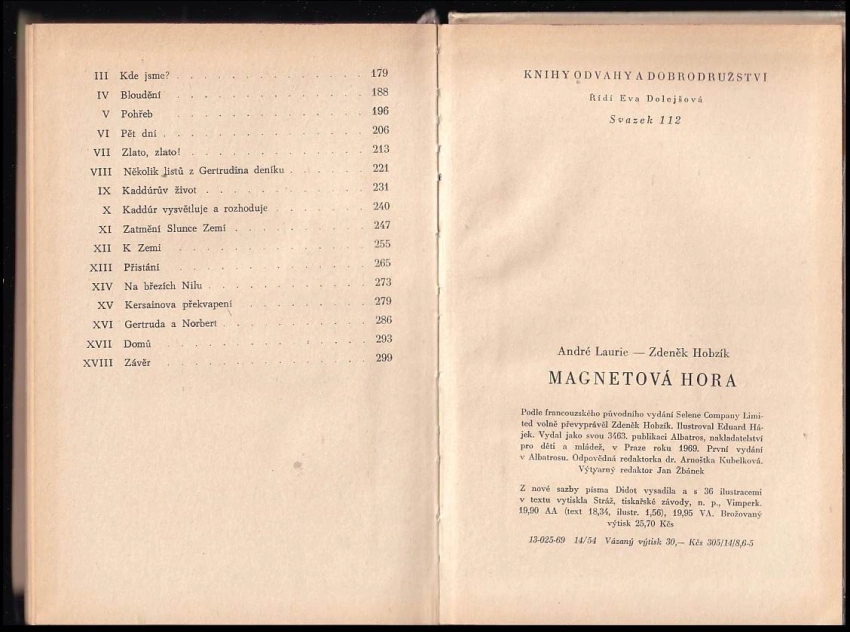 III Kde jsme? 179
IV Bloudění 188
V Pohřeb 196
VI Pět dní 206
VII Zlato, zlato! 213
VIII Několik listů z Gertrudina deníku 221
IX Kaddúrův život 231
X Kaddúr vysvětluje a rozhoduje 240
XI Zatmění Slunce Zemí 247
XII K Zemi 255
XIII Přistání 265
XIV Na březích Nilu 273
XV Kersainova překvapení 279
XVI Gertruda a Norbert 286
XVII Domů 293
XVIII Závěr 299
KNIHY ODVAHY A DOBRODRUŽSTVÍ
Řídí Eva Dolejšová
Svazek 112
André Laurie — Zdeněk Hobzík
MAGNETOVÁ HORA
Podle francouzského původního vydání Selene Company Limi-
ted volně převyprávěl Zdeněk Hobzík. Ilustroval Eduard Há-
jek. Vydal jako svou 3463. publikaci Albatros, nakladatelství
pro děti a mládež, v Praze roku 1969. První vydání
v Albatrosu. Odpovědná redaktorka dr. Arnoštka Kubelková.
Výtvarný redaktor Jan Žbánek
Z nové sazby písma Didot vysadila a s 36 ilustracemi
v textu vytiskla Stráž, tiskařské závody, n. p., Vimperk.
19,90 AA (text 18,34, ilustr. 1,56), 19,95 VA. Brožovaný
výtisk 25,70 Kčs
13-025-69 14/54 Vázaný výtisk 30,— Kčs 305/14/8,6-5